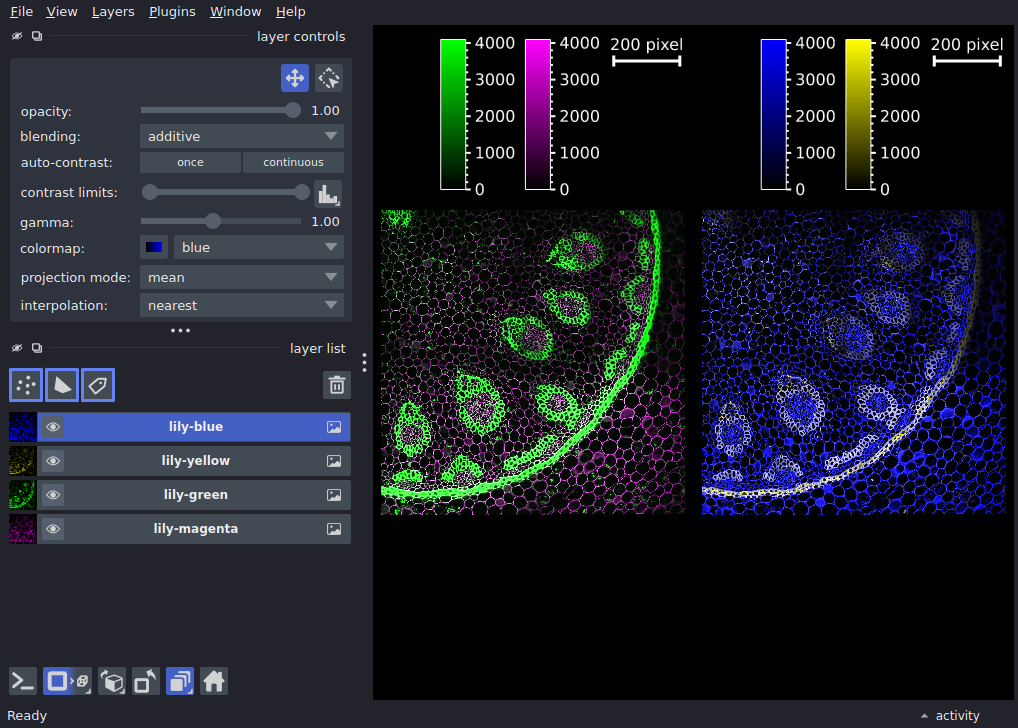 File View Layers Plugins Window Help
layer controls
opacity: 1.00
blending: additive
auto-contrast: once continuous
contrast limits:
gamma: 1.00
colormap: blue
projection mode: mean
interpolation: nearest
layer list
lily-blue
lily-yellow
lily-green
lily-magenta
Ready
activity
4000 4000 200 pixel
3000 3000
2000 2000
1000 1000
0 0
4000 4000 200 pixel
3000 3000
2000 2000
1000 1000
0 0